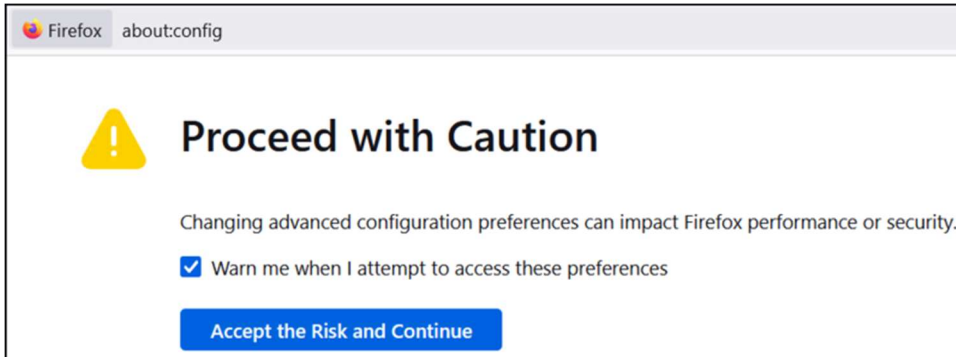 Firefox about:config
Proceed with Caution
Changing advanced configuration preferences can impact Firefox performance or security.
Warn me when I attempt to access these preferences
Accept the Risk and Continue